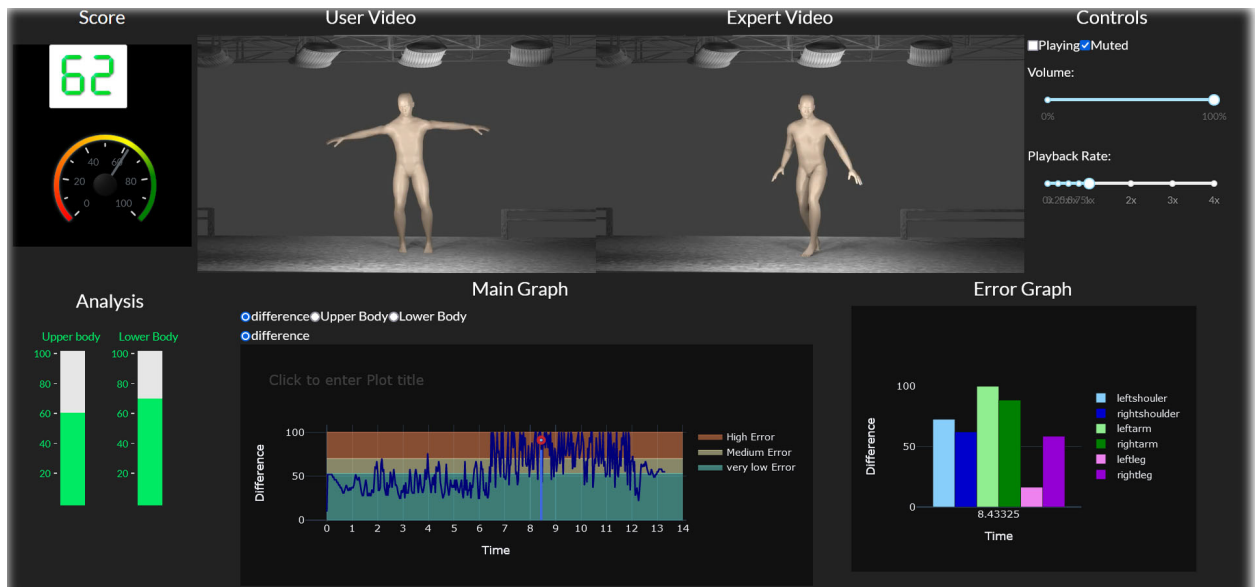 Score
User Video
Expert Video
Controls
62
Playing Muted
Volume:
0% 100%
Playback Rate:
1x 2x 3x 4x
0 20 40 60 80 100
Analysis
Upper body Lower Body
100 100
80 80
60 60
40 40
20 20
Main Graph
difference Upper Body Lower Body
difference
Click to enter Plot title
100
50
0
Difference
0 1 2 3 4 5 6 7 8 9 10 11 12 13 14
Time
High Error
Medium Error
very low Error
Error Graph
100
50
0
Difference
8.43325
Time
leftshouler
rightshoulder
leftarm
rightarm
leftleg
rightleg